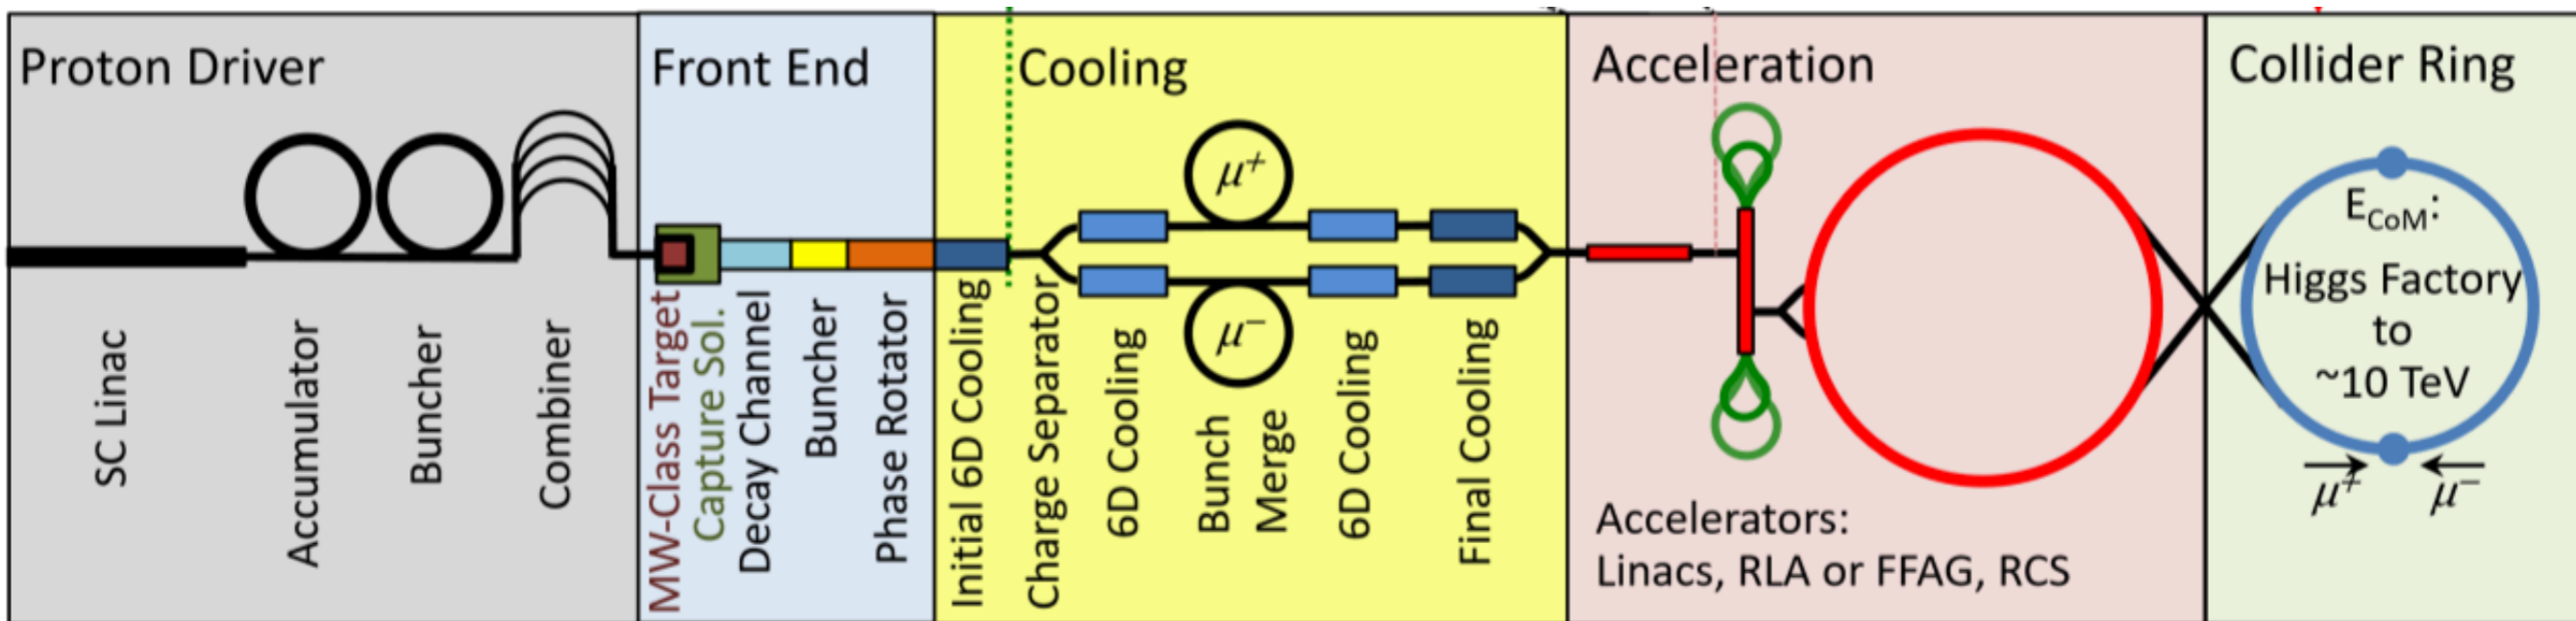 Proton Driver
SC Linac
Accumulator
Buncher
Combiner
Front End
MW-Class Target
Capture Sol.
Decay Channel
Buncher
Phase Rotator
Cooling
Initial 6D Cooling
Charge Separator
6D Cooling
μ+
μ−
Bunch
Merge
6D Cooling
Final Cooling
Acceleration
Accelerators:
Linacs, RLA or FFAG, RCS
Collider Ring
ECoM:
Higgs Factory
to
~10 TeV
μ+ μ−